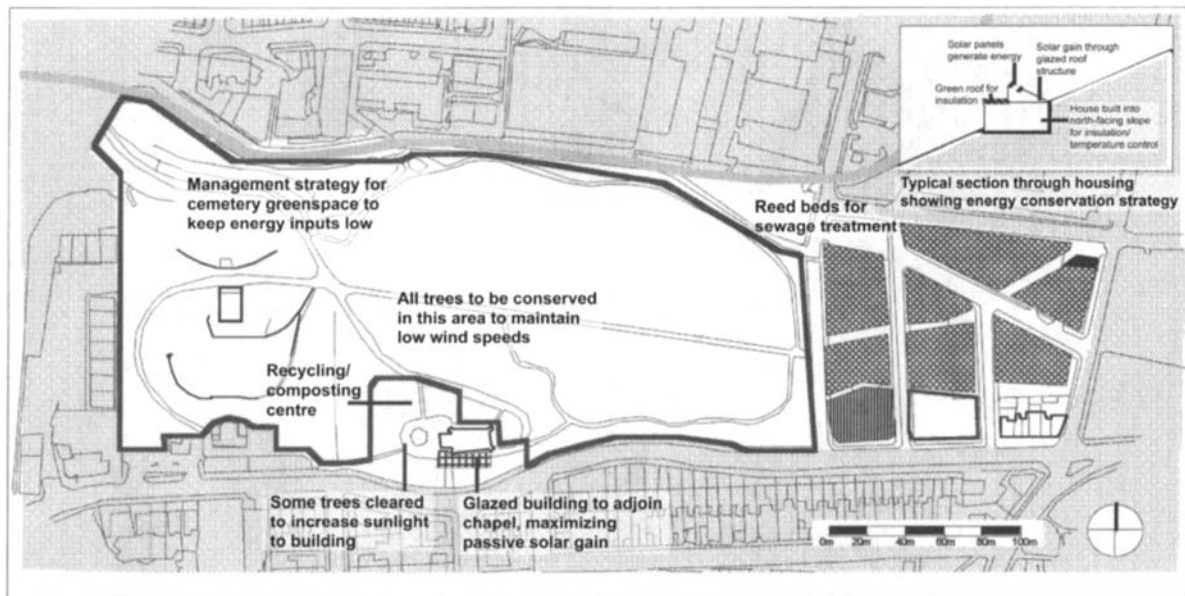 Solar panels
generate energy
Solar gain through
glazed roof
structure
Green roof for
insulation
House built into
north-facing slope
for insulation/
temperature control
Typical section through housing
showing energy conservation strategy
Management strategy for
cemetery greenspace to
keep energy inputs low
Reed beds for
sewage treatment
All trees to be conserved
in this area to maintain
low wind speeds
Recycling/
composting
centre
Some trees cleared
to increase sunlight
to building
Glazed building to adjoin
chapel, maximizing
passive solar gain
0m 20m 40m 60m 80m 100m